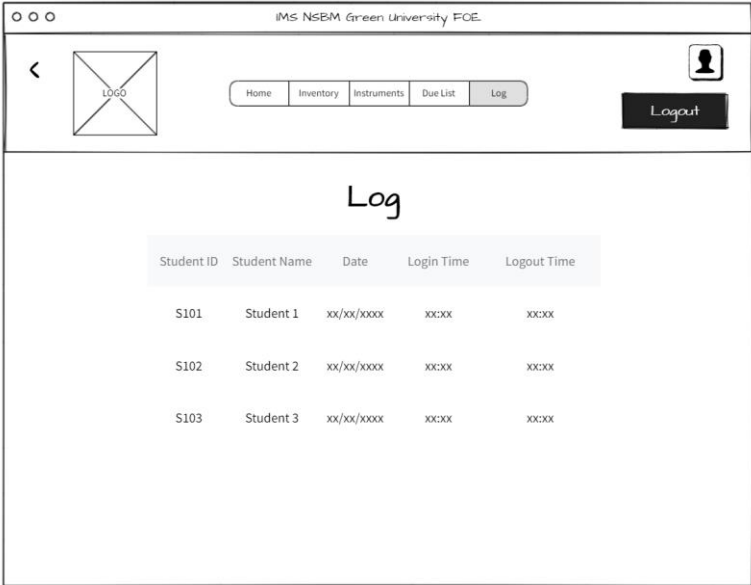 IMS NSBM Green University FOE
LOGO
Home Inventory Instruments Due List Log
Logout
Log
Student ID Student Name Date Login Time Logout Time
S101 Student 1 xx/xx/xxxx xx:xx xx:xx
S102 Student 2 xx/xx/xxxx xx:xx xx:xx
S103 Student 3 xx/xx/xxxx xx:xx xx:xx